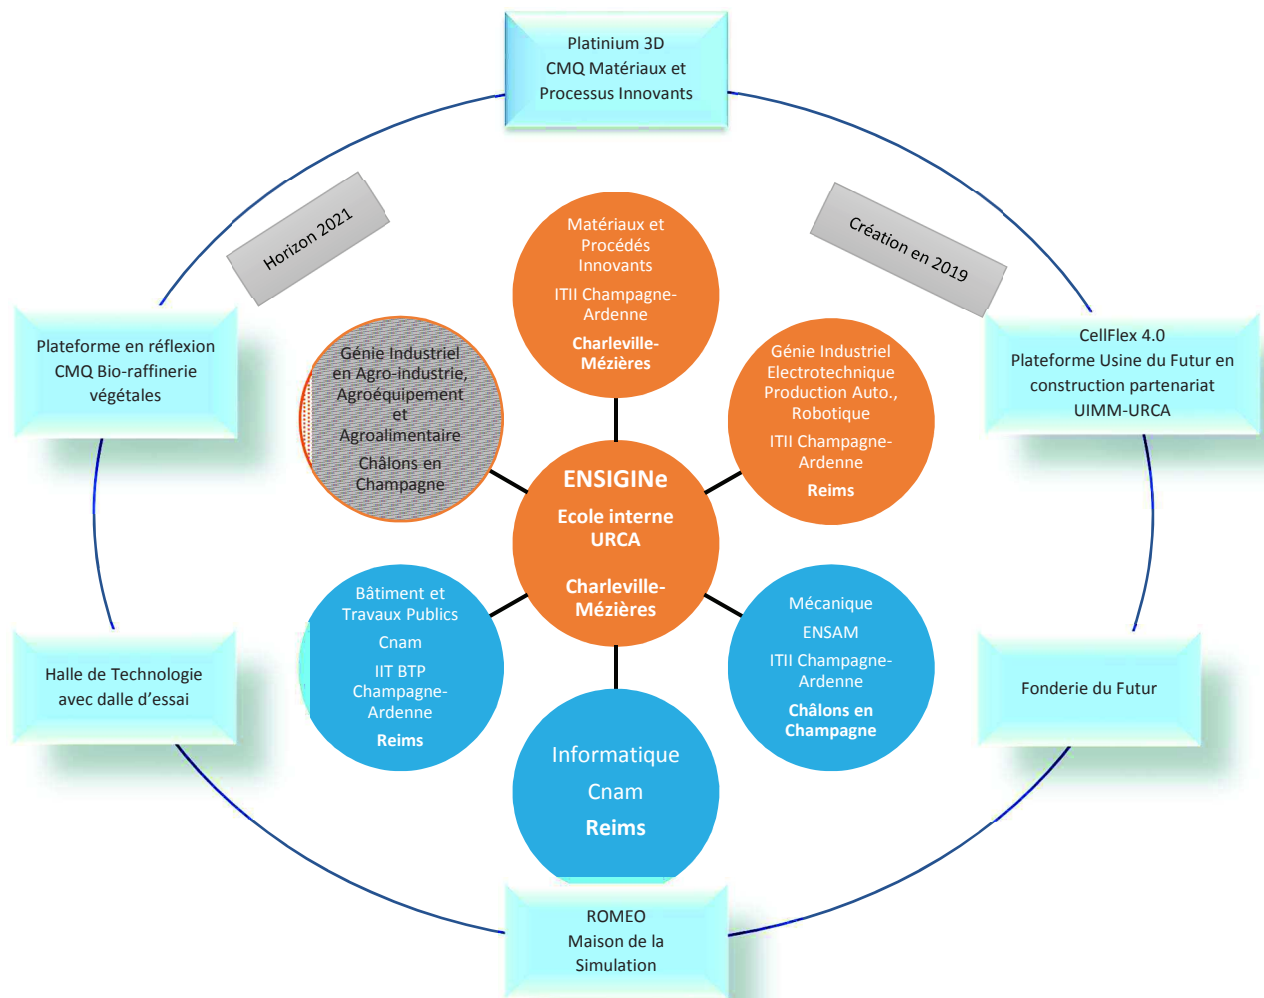 Platinium 3D
CMQ Matériaux et
Processus Innovants
Horizon 2021
Création en 2019
Matériaux et
Procédés
Innovants
ITII Champagne-
Ardenne
Charleville-
Mézières
Plateforme en réflexion
CMQ Bio-raffinerie
végétales
Génie Industriel
en Agro-industrie,
Agroéquipement
et
Agroalimentaire
Châlons en
Champagne
Génie Industriel
Electrotechnique
Production Auto.,
Robotique
ITII Champagne-
Ardenne
Reims
CellFlex 4.0
Plateforme Usine du Futur en
construction partenariat
UIMM-URCA
ENSIGINe
Ecole interne
URCA
Charleville-
Mézières
Halle de Technologie
avec dalle d’essai
Bâtiment et
Travaux Publics
Cnam
IIT BTP
Champagne-
Ardenne
Reims
Mécanique
ENSAM
ITII Champagne-
Ardenne
Châlons en
Champagne
Fonderie du Futur
Informatique
Cnam
Reims
ROMEO
Maison de la
Simulation